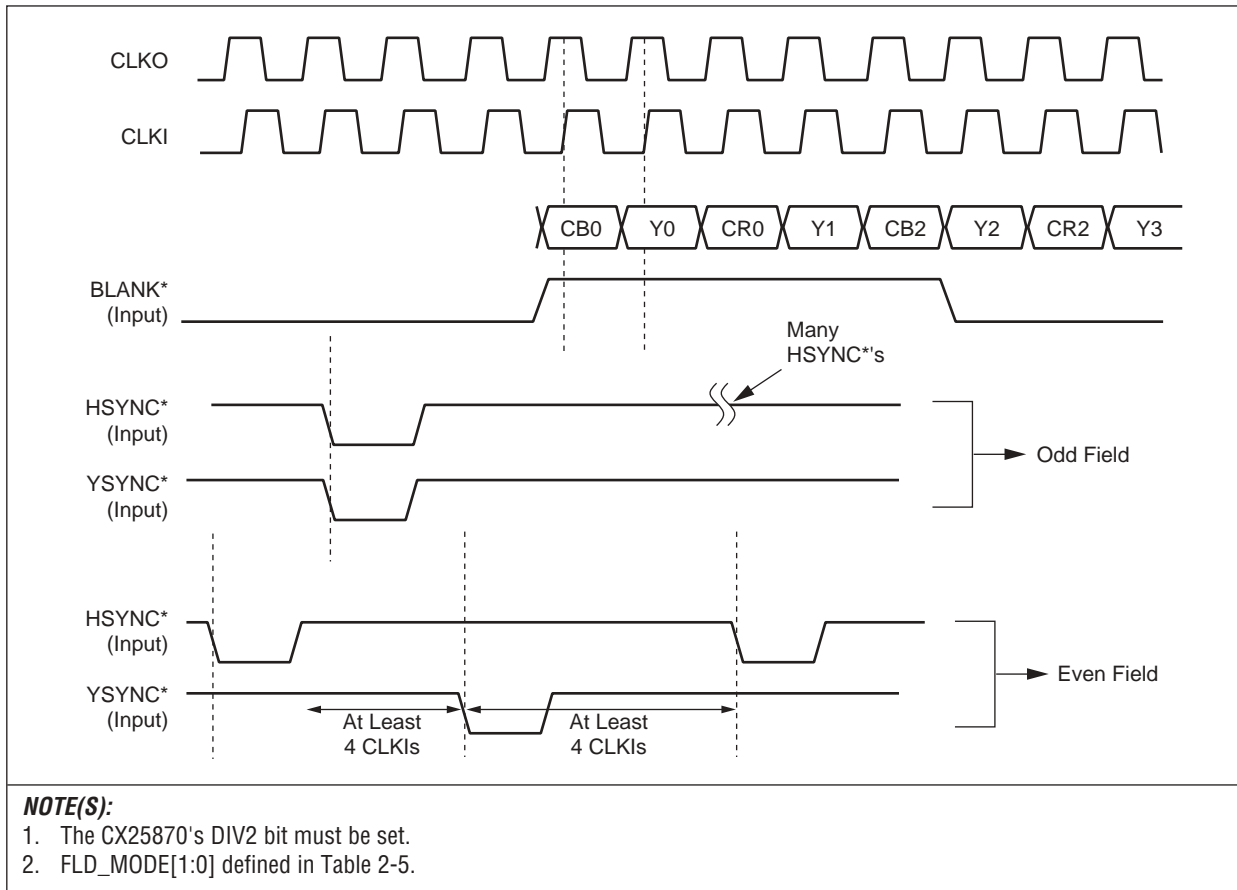 CLKO
CLKI
CB0 Y0 CR0 Y1 CB2 Y2 CR2 Y3
BLANK*
(Input)
Many
HSYNC*'s
HSYNC*
(Input)
Odd Field
YSYNC*
(Input)
HSYNC*
(Input)
Even Field
YSYNC*
(Input)
At Least
4 CLKIs
At Least
4 CLKIs
NOTE(S):
1. The CX25870's DIV2 bit must be set.
2. FLD_MODE[1:0] defined in Table 2-5.